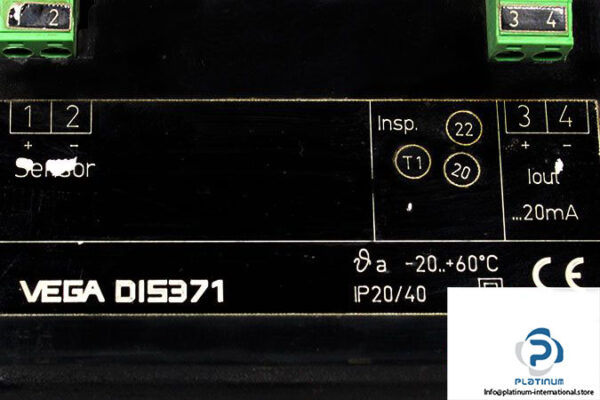 2
3 4
1 2
+ -
Sensor
Insp. 22
T1 20
3 4
+ -
Iout
...20mA
ϑa -20..+60°C
VEGA DIS371
IP20/40
CE
PLATINUM
Info@platinum-international.store